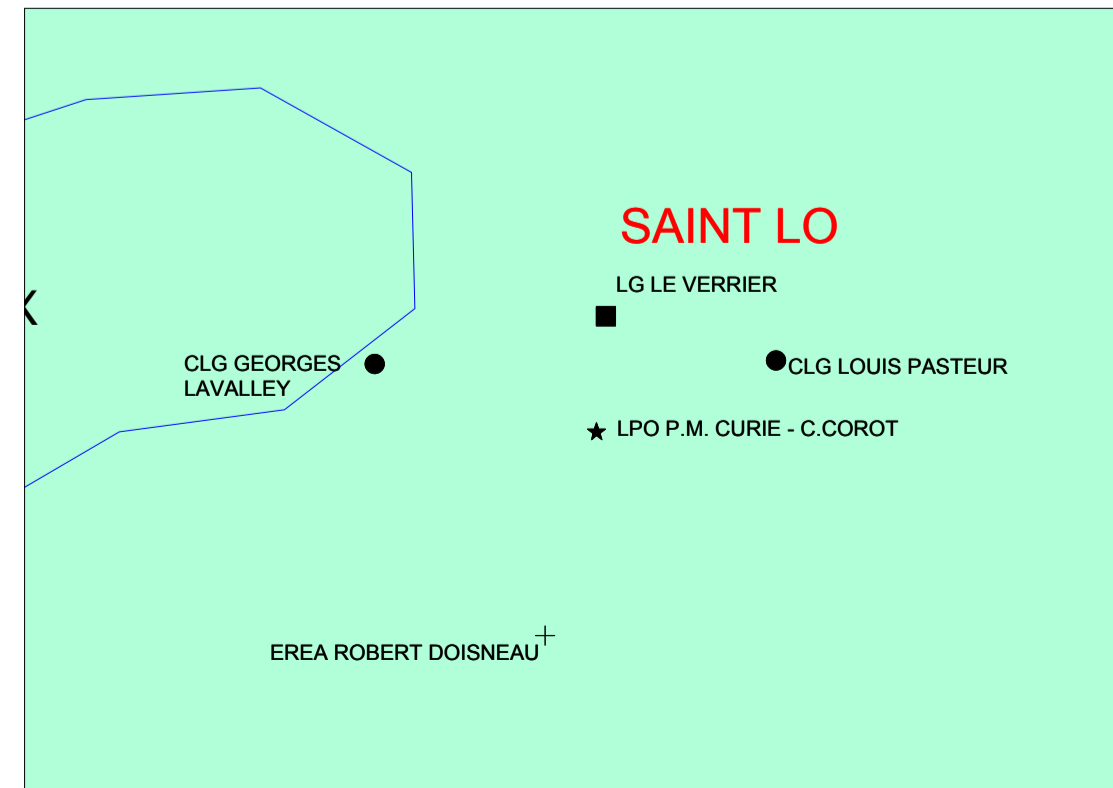 SAINT LO
LG LE VERRIER
CLG GEORGES
LAVALLEY
CLG LOUIS PASTEUR
LPO P.M. CURIE - C.COROT
EREA ROBERT DOISNEAU